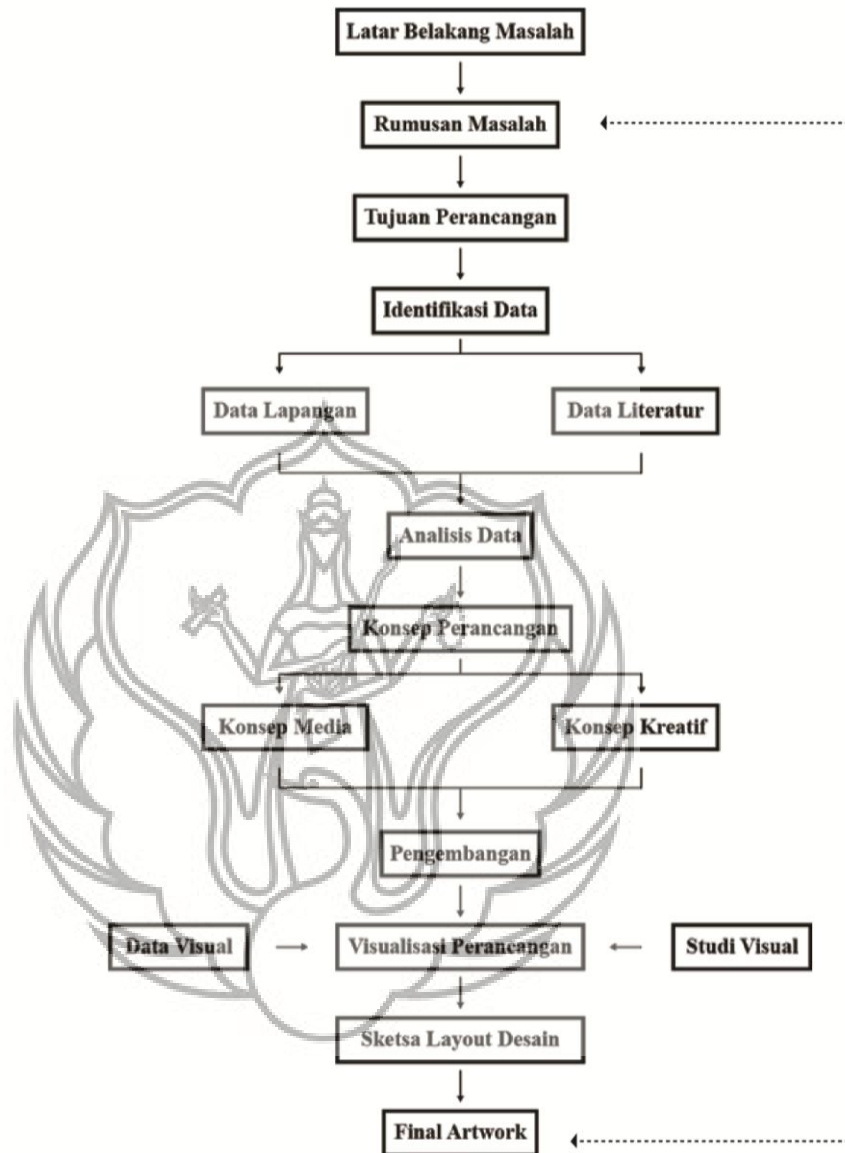 Latar Belakang Masalah
Rumusan Masalah
Tujuan Perancangan
Identifikasi Data
Data Lapangan
Data Literatur
Analisis Data
Konsep Perancangan
Konsep Media
Konsep Kreatif
Pengembangan
Data Visual
Visualisasi Perancangan
Studi Visual
Sketsa Layout Desain
Final Artwork